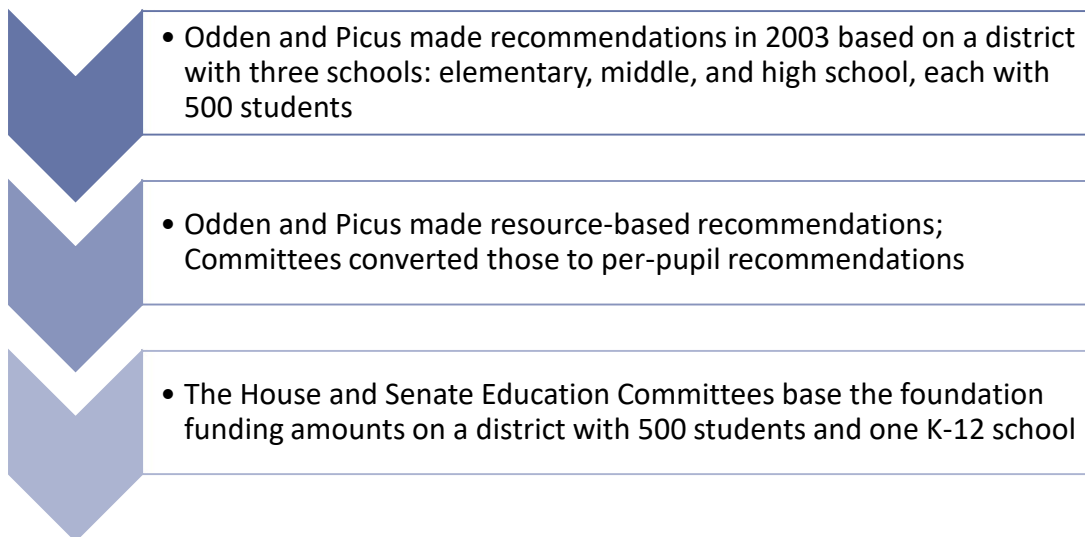 • Odden and Picus made recommendations in 2003 based on a district
with three schools: elementary, middle, and high school, each with
500 students
• Odden and Picus made resource-based recommendations;
Committees converted those to per-pupil recommendations
• The House and Senate Education Committees base the foundation
funding amounts on a district with 500 students and one K-12 school